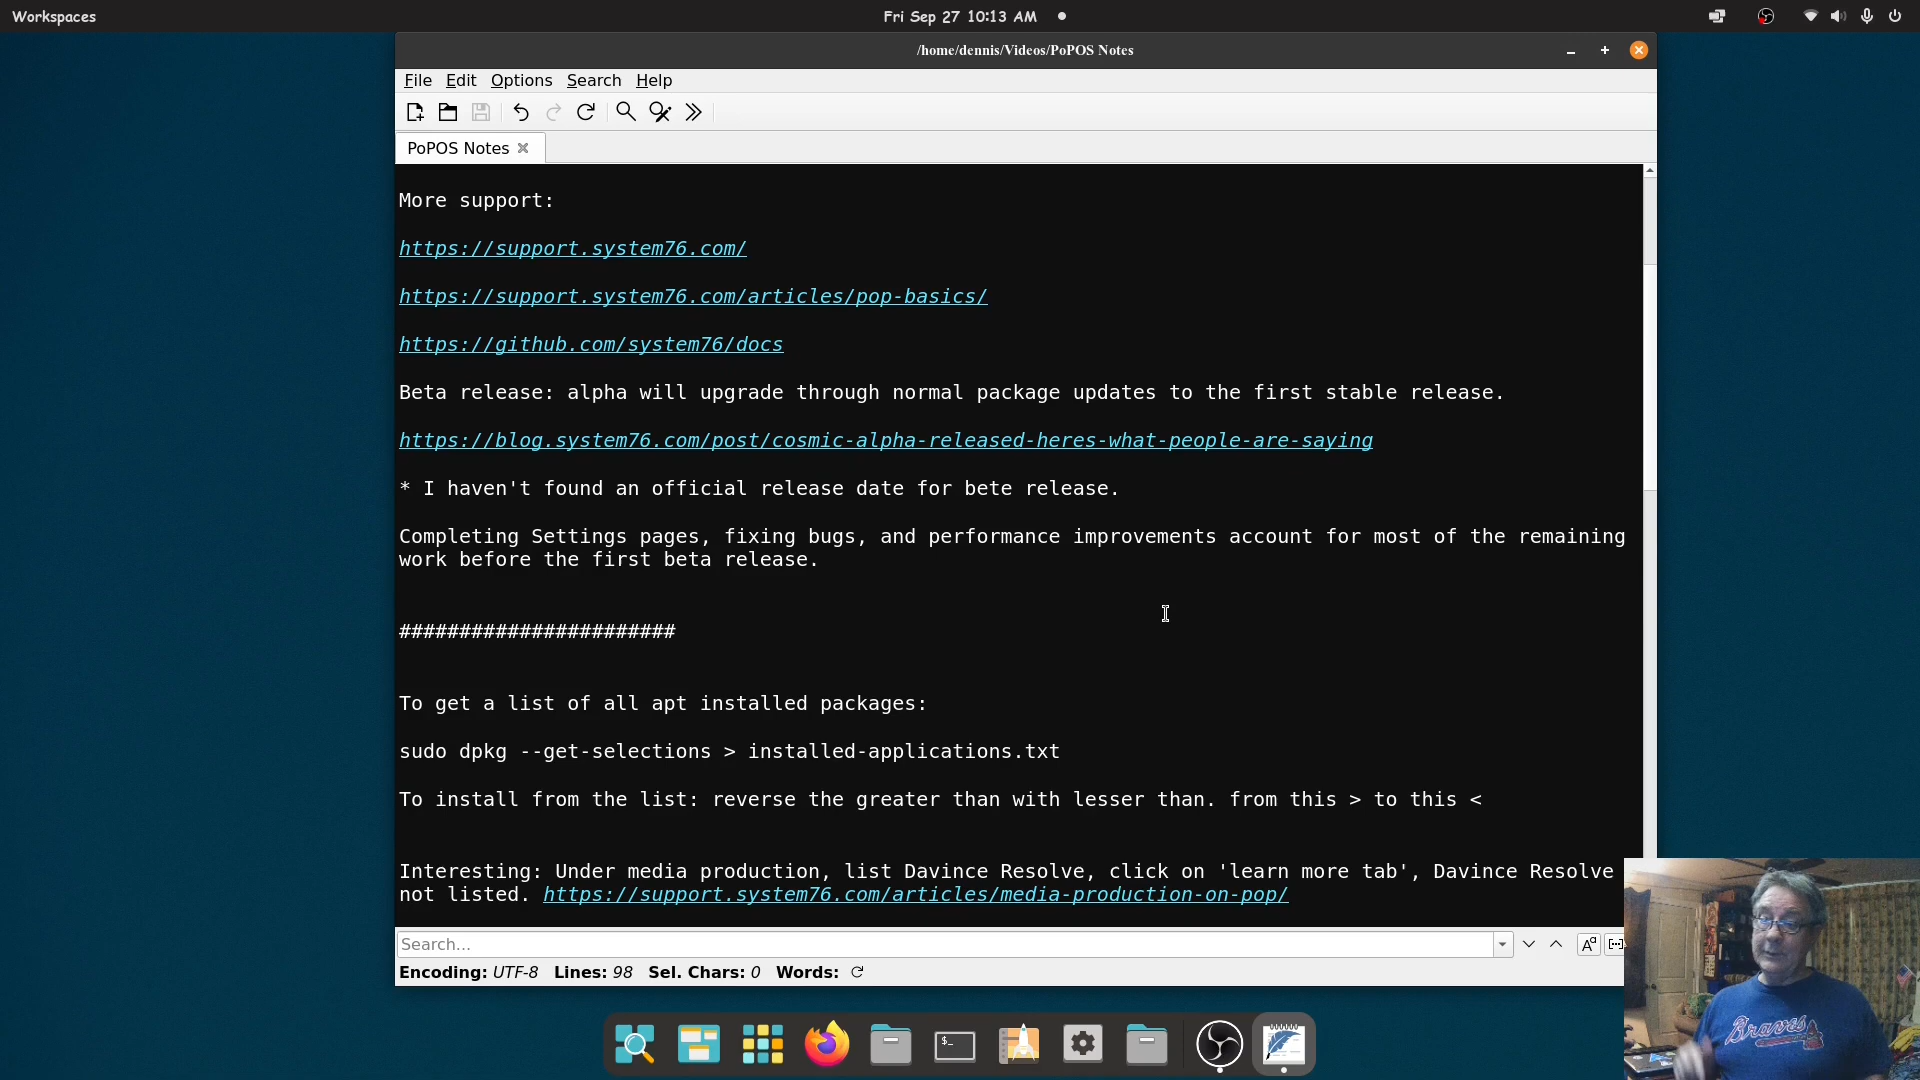 Workspaces
Fri Sep 27 10:13 AM
/home/dennis/Videos/PoPOS Notes
File Edit Options Search Help
PoPOS Notes
More support:
https://support.system76.com/
https://support.system76.com/articles/pop-basics/
https://github.com/system76/docs
Beta release: alpha will upgrade through normal package updates to the first stable release.
https://blog.system76.com/post/cosmic-alpha-released-heres-what-people-are-saying
* I haven't found an official release date for bete release.
Completing Settings pages, fixing bugs, and performance improvements account for most of the remaining
work before the first beta release.
#######################
To get a list of all apt installed packages:
sudo dpkg --get-selections > installed-applications.txt
To install from the list: reverse the greater than with lesser than. from this > to this <
Interesting: Under media production, list Davince Resolve, click on 'learn more tab', Davince Resolve
not listed. https://support.system76.com/articles/media-production-on-pop/
Search...
Encoding: UTF-8 Lines: 98 Sel. Chars: 0 Words:
Braves